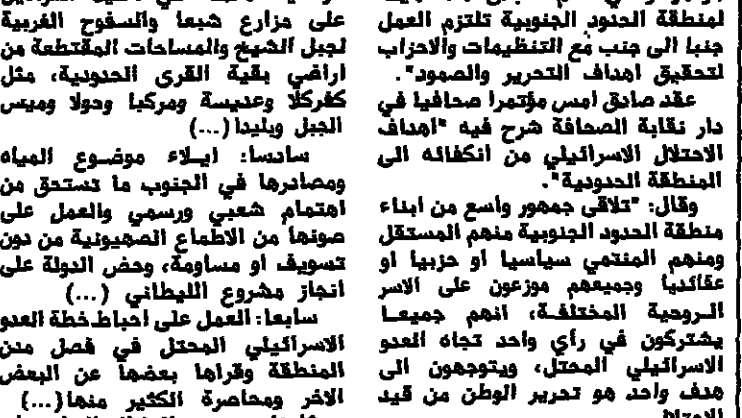 لمنطقة الحدود الجنوبية تلتزم العمل
جنبا الى جنب مع التنظيمات والاحزاب
لتحقيق اهداف التحرير والصمود".
عقد صادق امس مؤتمرا صحافيا في
دار نقابة الصحافة شرح فيه "اهداف
الاحتلال الاسرائيلي من انكفائه الى
المنطقة الحدودية".
وقال: "تلاقى جمهور واسع من ابناء
منطقة الحدود الجنوبية منهم المستقل
ومنهم المنتمي سياسيا او حزبيا او
عقائديا وجميعهم موزعون على الاسر
الروحية المختلفة، انهم جميعا
يشتركون في رأي واحد تجاه العدو
الاسرائيلي المحتل، ويتوجهون الى
هدف واحد هو تحرير الوطن من قيد
الاحتلال
على مزارع شبعا والسفوح الغربية
لجبل الشيخ والمساحات المقتطعة من
اراضي بقية القرى الحدودية، مثل
كفركلا وعديسة ومركبا وحولا وميس
الجبل وبليدا (...)
سادسا: ايلاء موضوع المياه
ومصادرها في الجنوب ما تستحق من
اهتمام شعبي ورسمي والعمل على
صونها من الاطماع الصهيونية من دون
تسويف او مساومة، وحض الدولة على
انجاز مشروع الليطاني (...)
سابعا: العمل على احباط خطة العدو
الاسرائيلي المحتل في فصل مدن
المنطقة وقراها بعضها عن البعض
الاخر ومحاصرة الكثير منها (...)